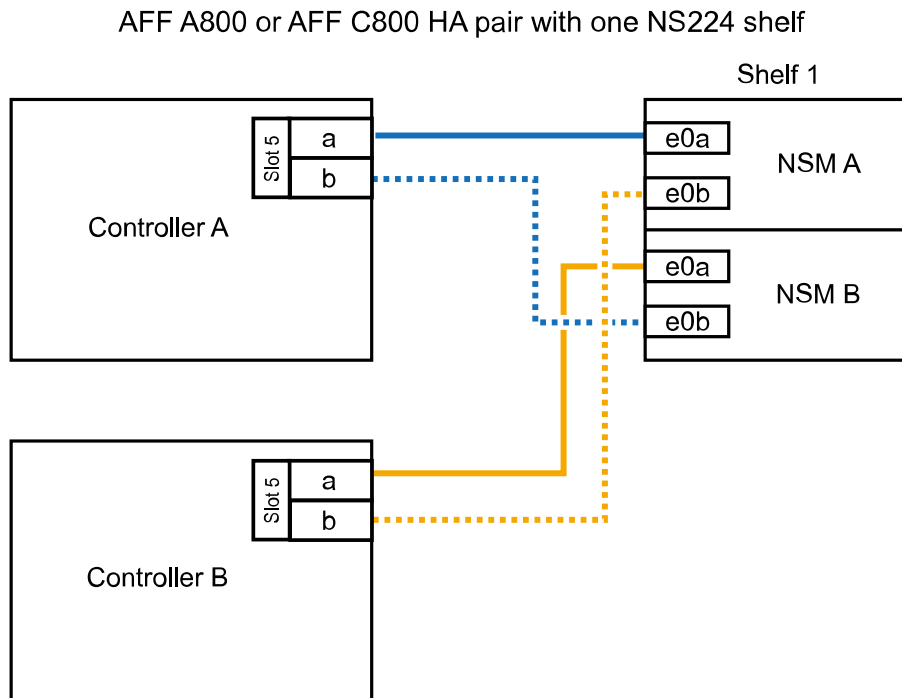 AFF A800 or AFF C800 HA pair with one NS224 shelf
Shelf 1
Slot 5
a
b
Controller A
e0a
e0b
NSM A
e0a
e0b
NSM B
Slot 5
a
b
Controller B